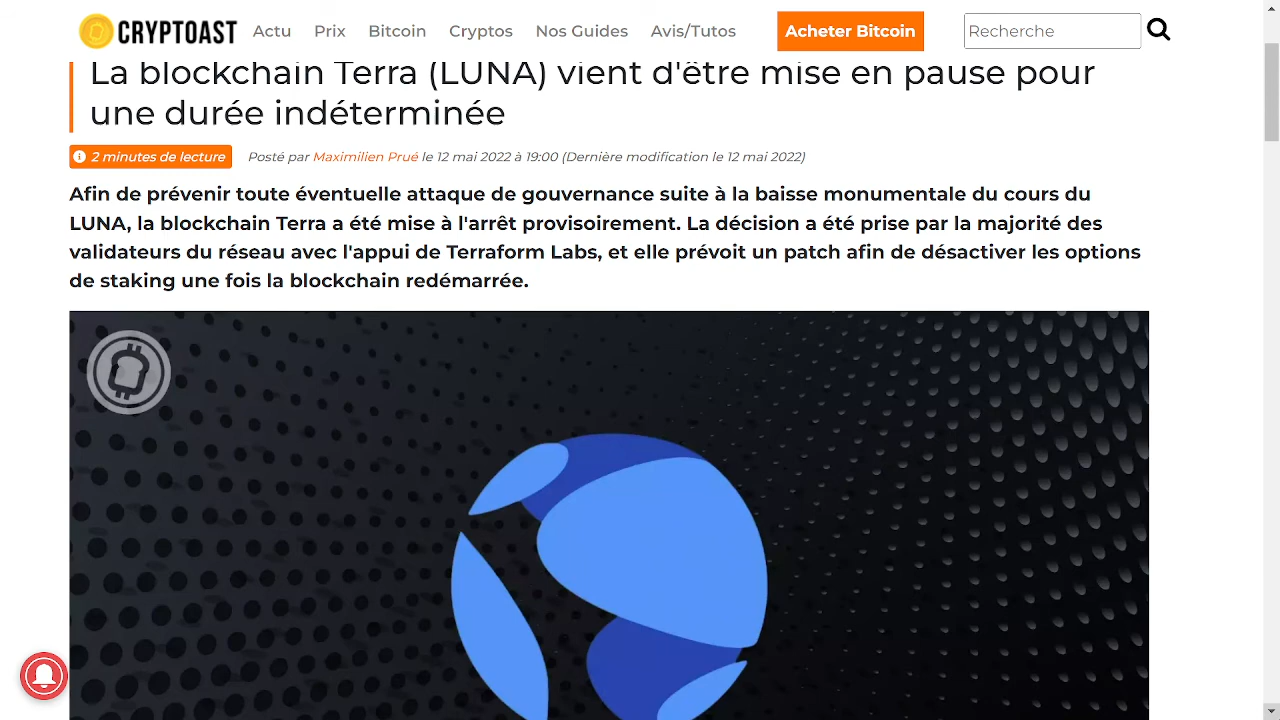 CRYPTOAST Actu Prix Bitcoin Cryptos Nos Guides Avis/Tutos Acheter Bitcoin Recherche
La blockchain Terra (LUNA) vient d'être mise en pause pour
une durée indéterminée
2 minutes de lecture Posté par Maximilien Prué le 12 mai 2022 à 19:00 (Dernière modification le 12 mai 2022)
Afin de prévenir toute éventuelle attaque de gouvernance suite à la baisse monumentale du cours du
LUNA, la blockchain Terra a été mise à l'arrêt provisoirement. La décision a été prise par la majorité des
validateurs du réseau avec l'appui de Terraform Labs, et elle prévoit un patch afin de désactiver les options
de staking une fois la blockchain redémarrée.